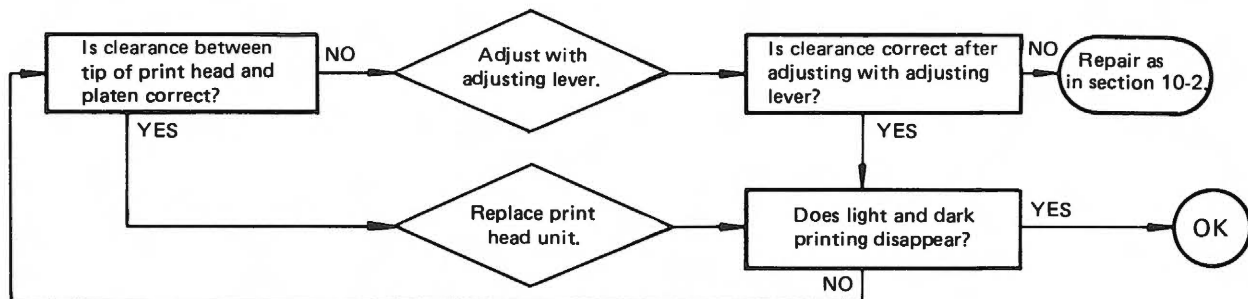 Is clearance between
tip of print head and
platen correct?
NO
Adjust with
adjusting lever.
Is clearance correct after
adjusting with adjusting
lever?
NO
Repair as
in section 10-2.
YES
YES
Replace print
head unit.
Does light and dark
printing disappear?
YES
OK
NO